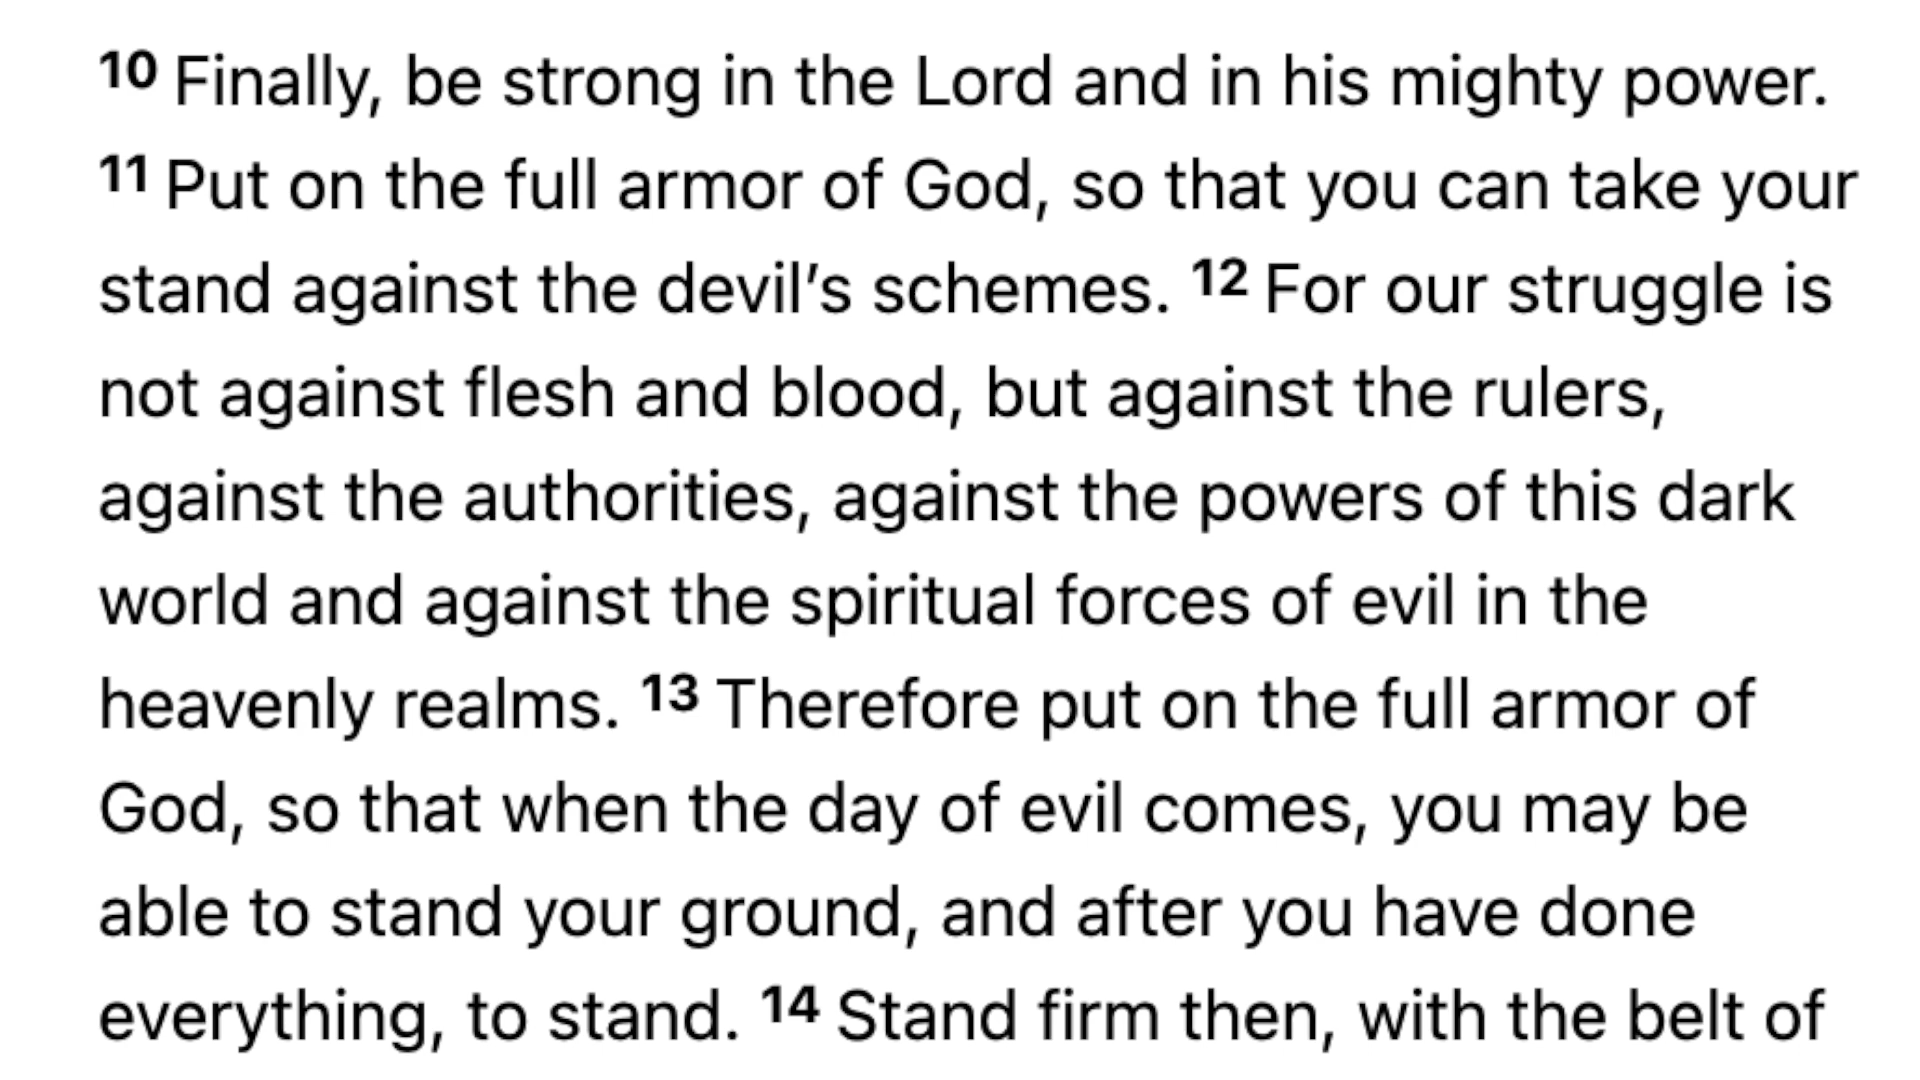 10 Finally, be strong in the Lord and in his mighty power.
11 Put on the full armor of God, so that you can take your
stand against the devil’s schemes. 12 For our struggle is
not against flesh and blood, but against the rulers,
against the authorities, against the powers of this dark
world and against the spiritual forces of evil in the
heavenly realms. 13 Therefore put on the full armor of
God, so that when the day of evil comes, you may be
able to stand your ground, and after you have done
everything, to stand. 14 Stand firm then, with the belt of